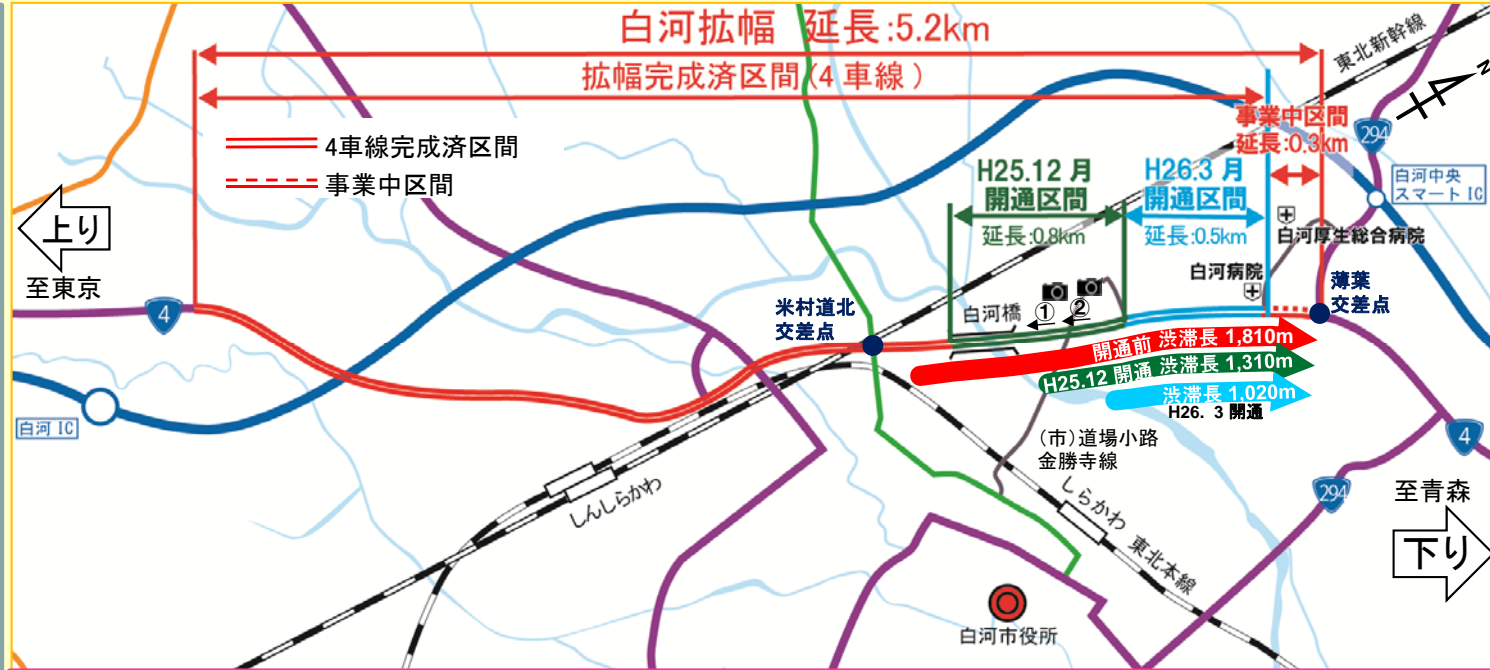 白河拡幅 延長:5.2km
拡幅完成済区間(4車線)
東北新幹線
N
事業中区間
延長:0.3km
294
白河中央
スマートIC
4車線完成済区間
事業中区間
H25.12月
開通区間
延長:0.8km
H26.3月
開通区間
延長:0.5km
白河厚生総合病院
白河病院
上り
至東京
4
米村道北
交差点
白河橋
①
②
薄葉
交差点
開通前 渋滞長 1,810m
H25.12 開通 渋滞長 1,310m
渋滞長 1,020m
H26. 3 開通
白河IC
(市)道場小路
金勝寺線
4
しんしらかわ
しらかわ
294
至青森
下り
東北本線
白河市役所